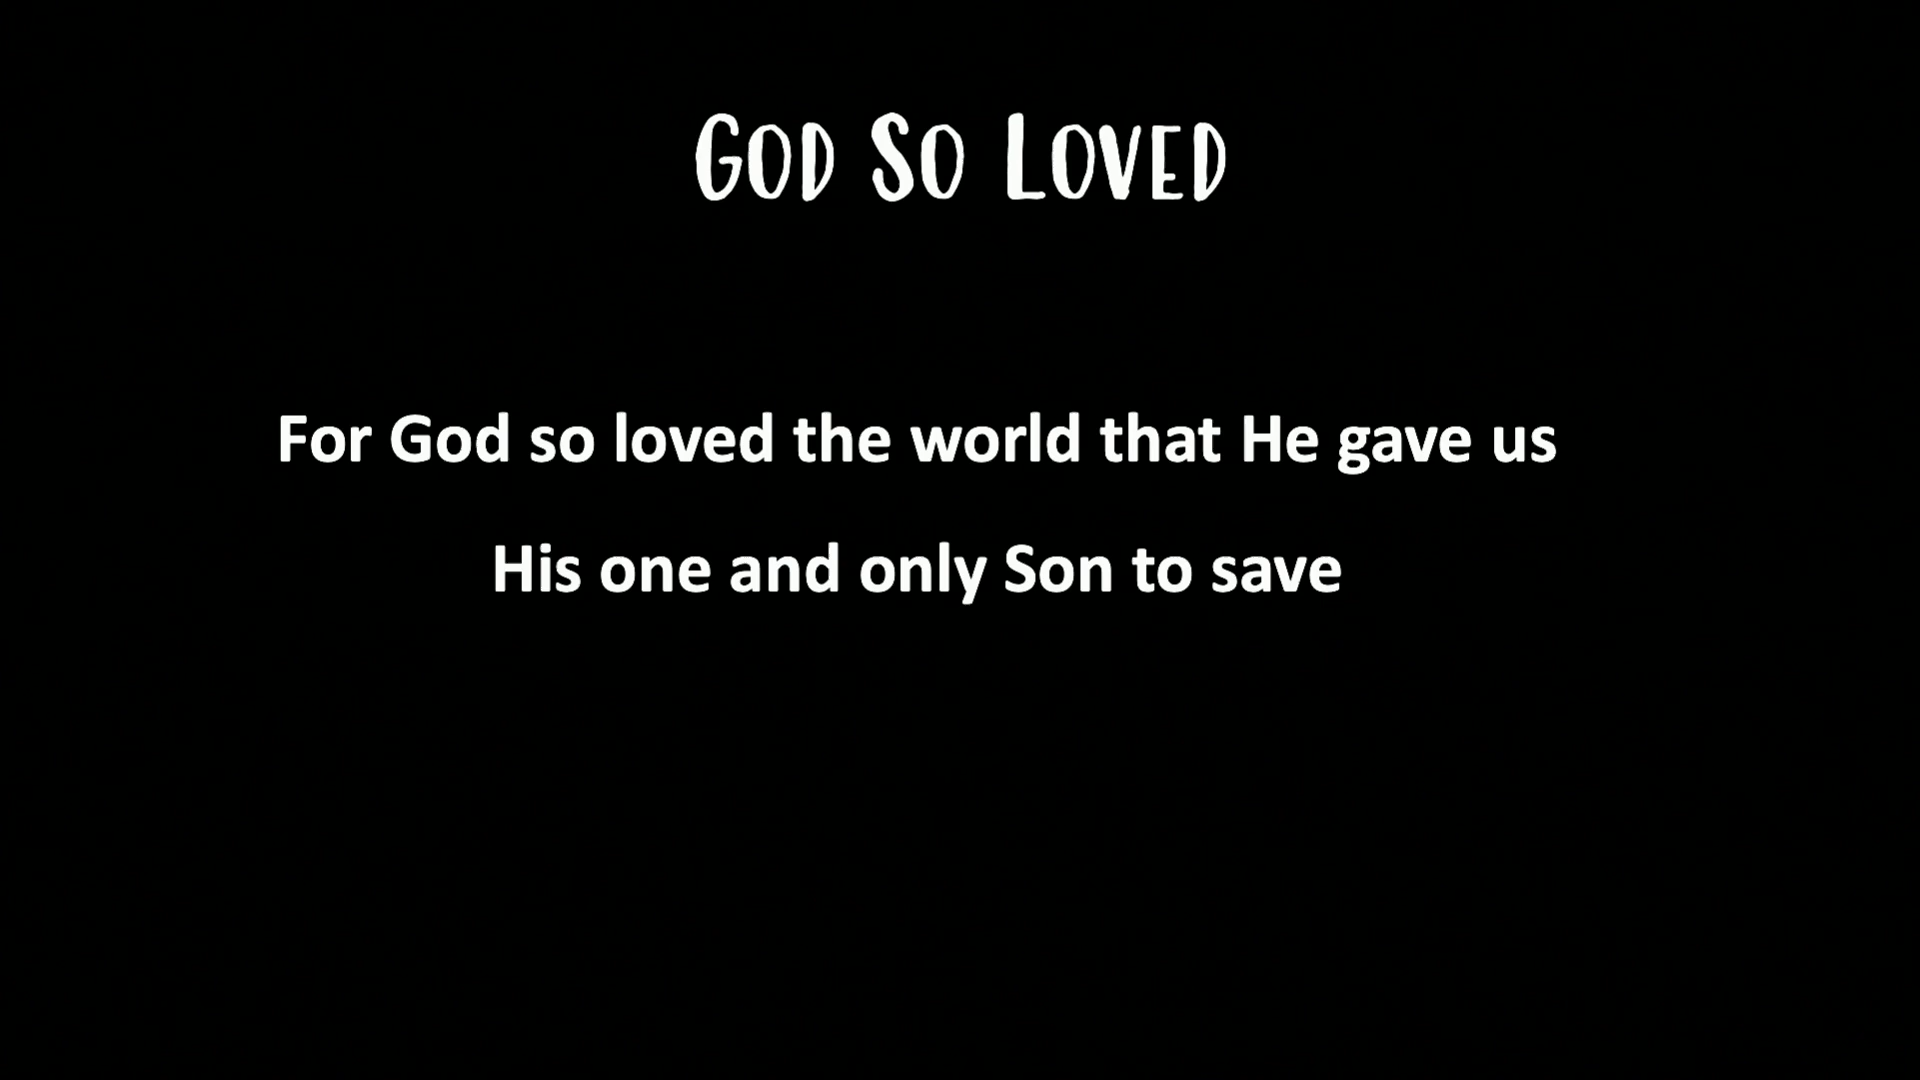 God So Loved
For God so loved the world that He gave us
His one and only Son to save